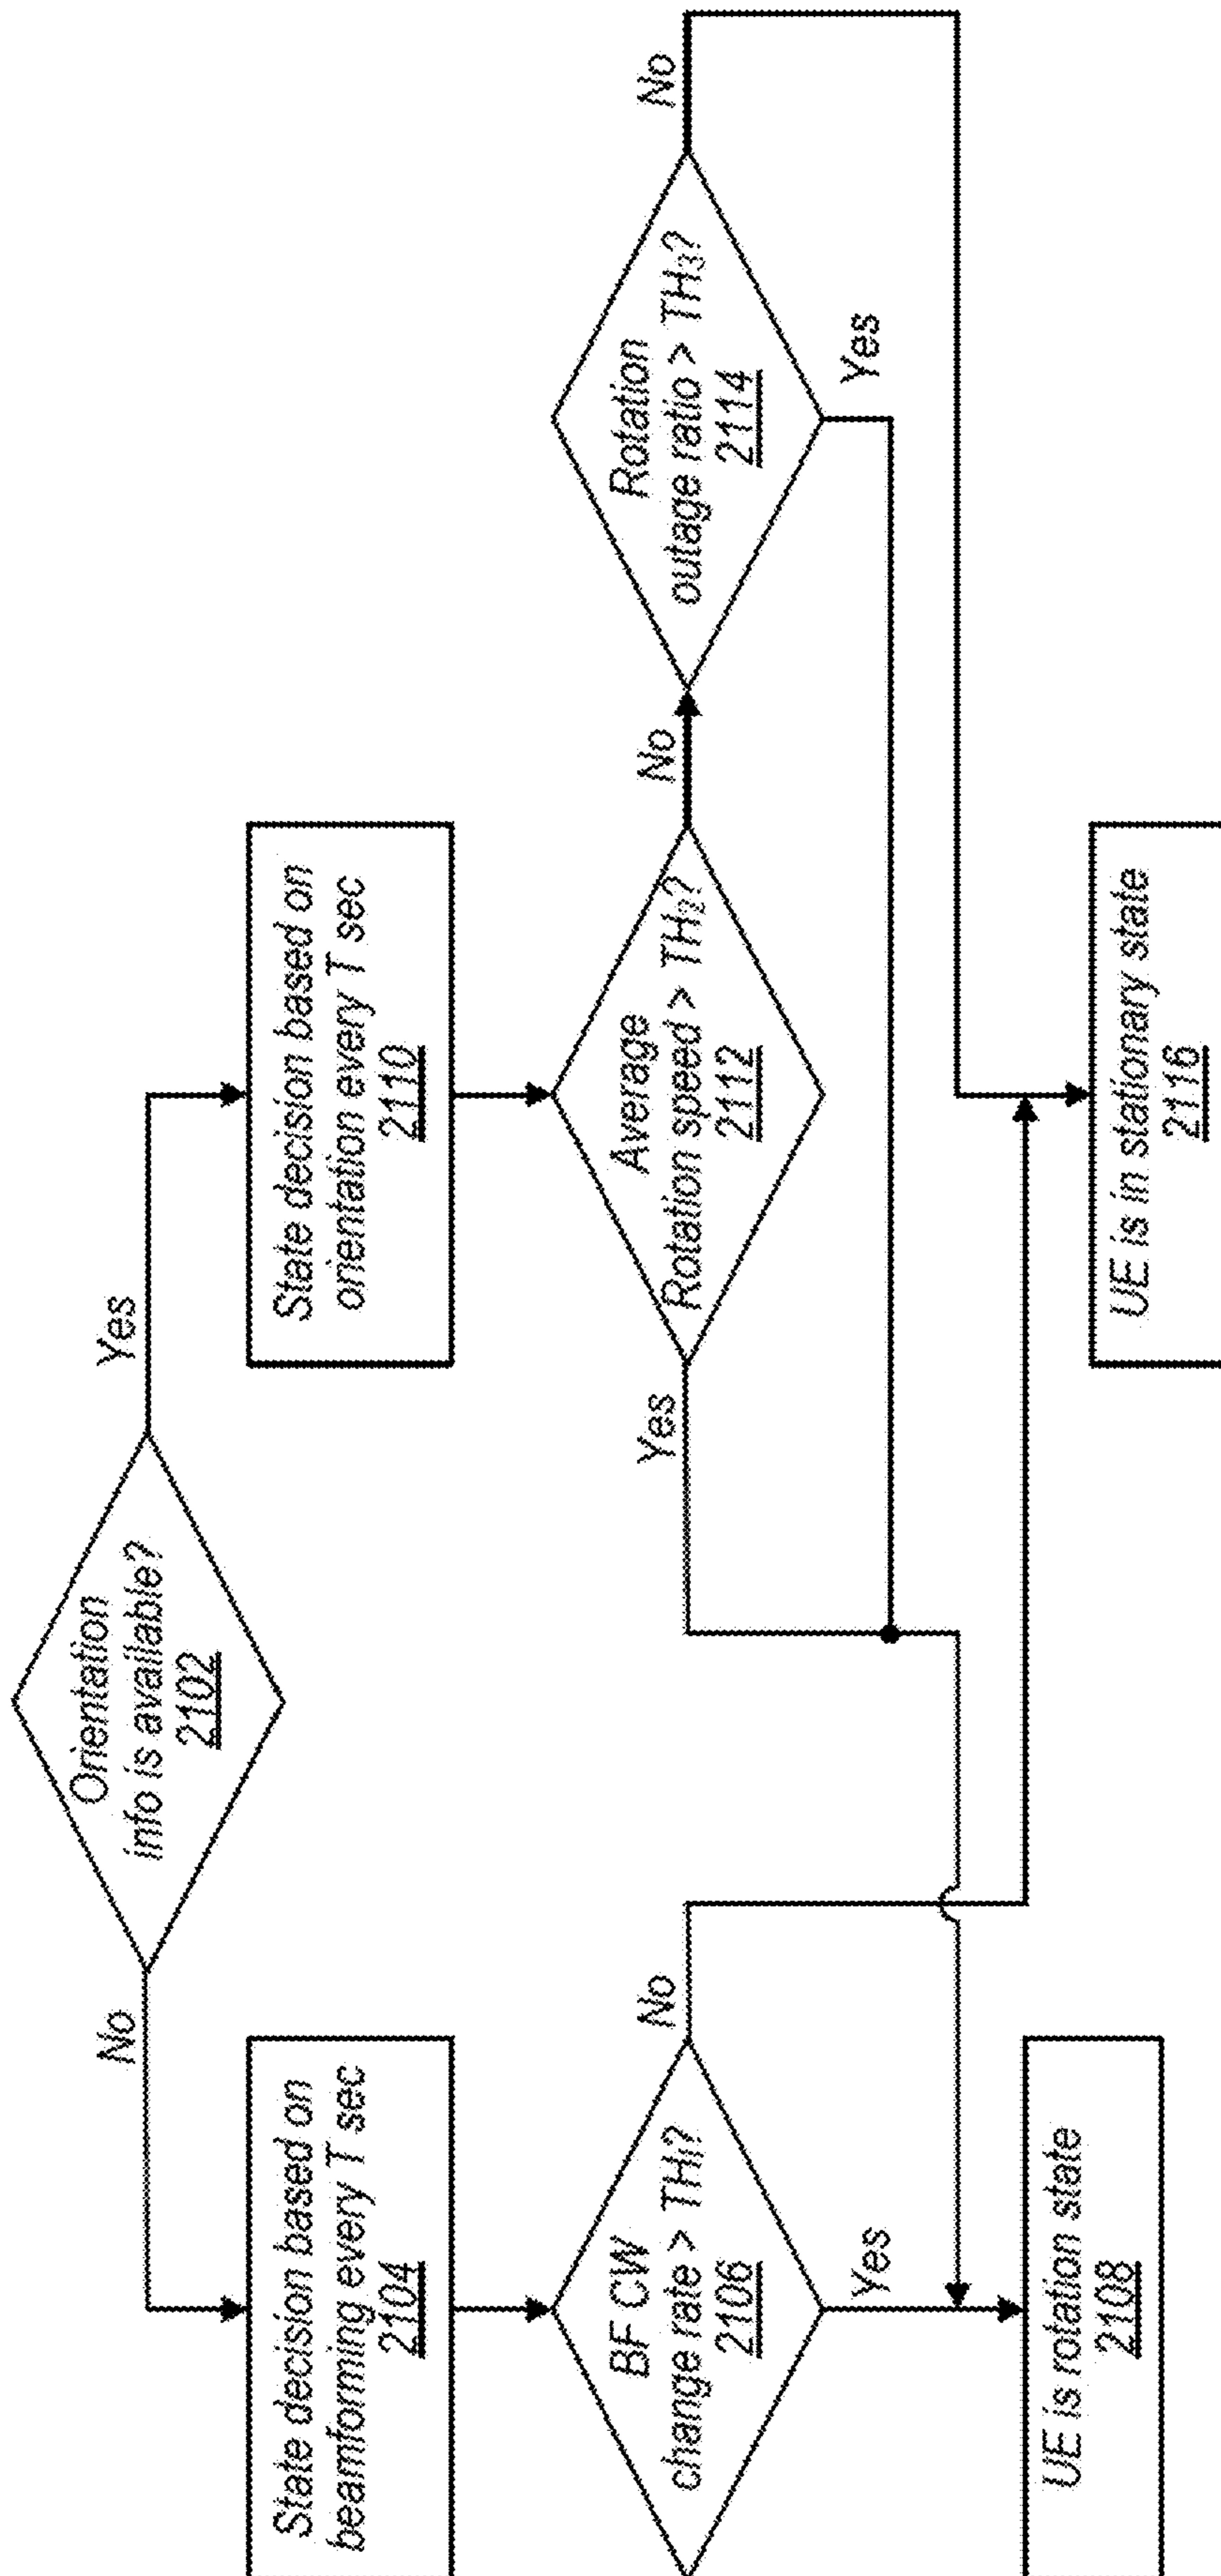 Orientation
info is available?
2102
No
Yes
State decision based on
beamforming every T sec
2104
State decision based on
orientation every T sec
2110
BF CW
change rate > TH₁?
2106
No
Yes
Average
Rotation speed > TH₂?
2112
Yes
No
Rotation
outage ratio > TH₃?
2114
No
Yes
UE is rotation state
2108
UE is in stationary state
2116